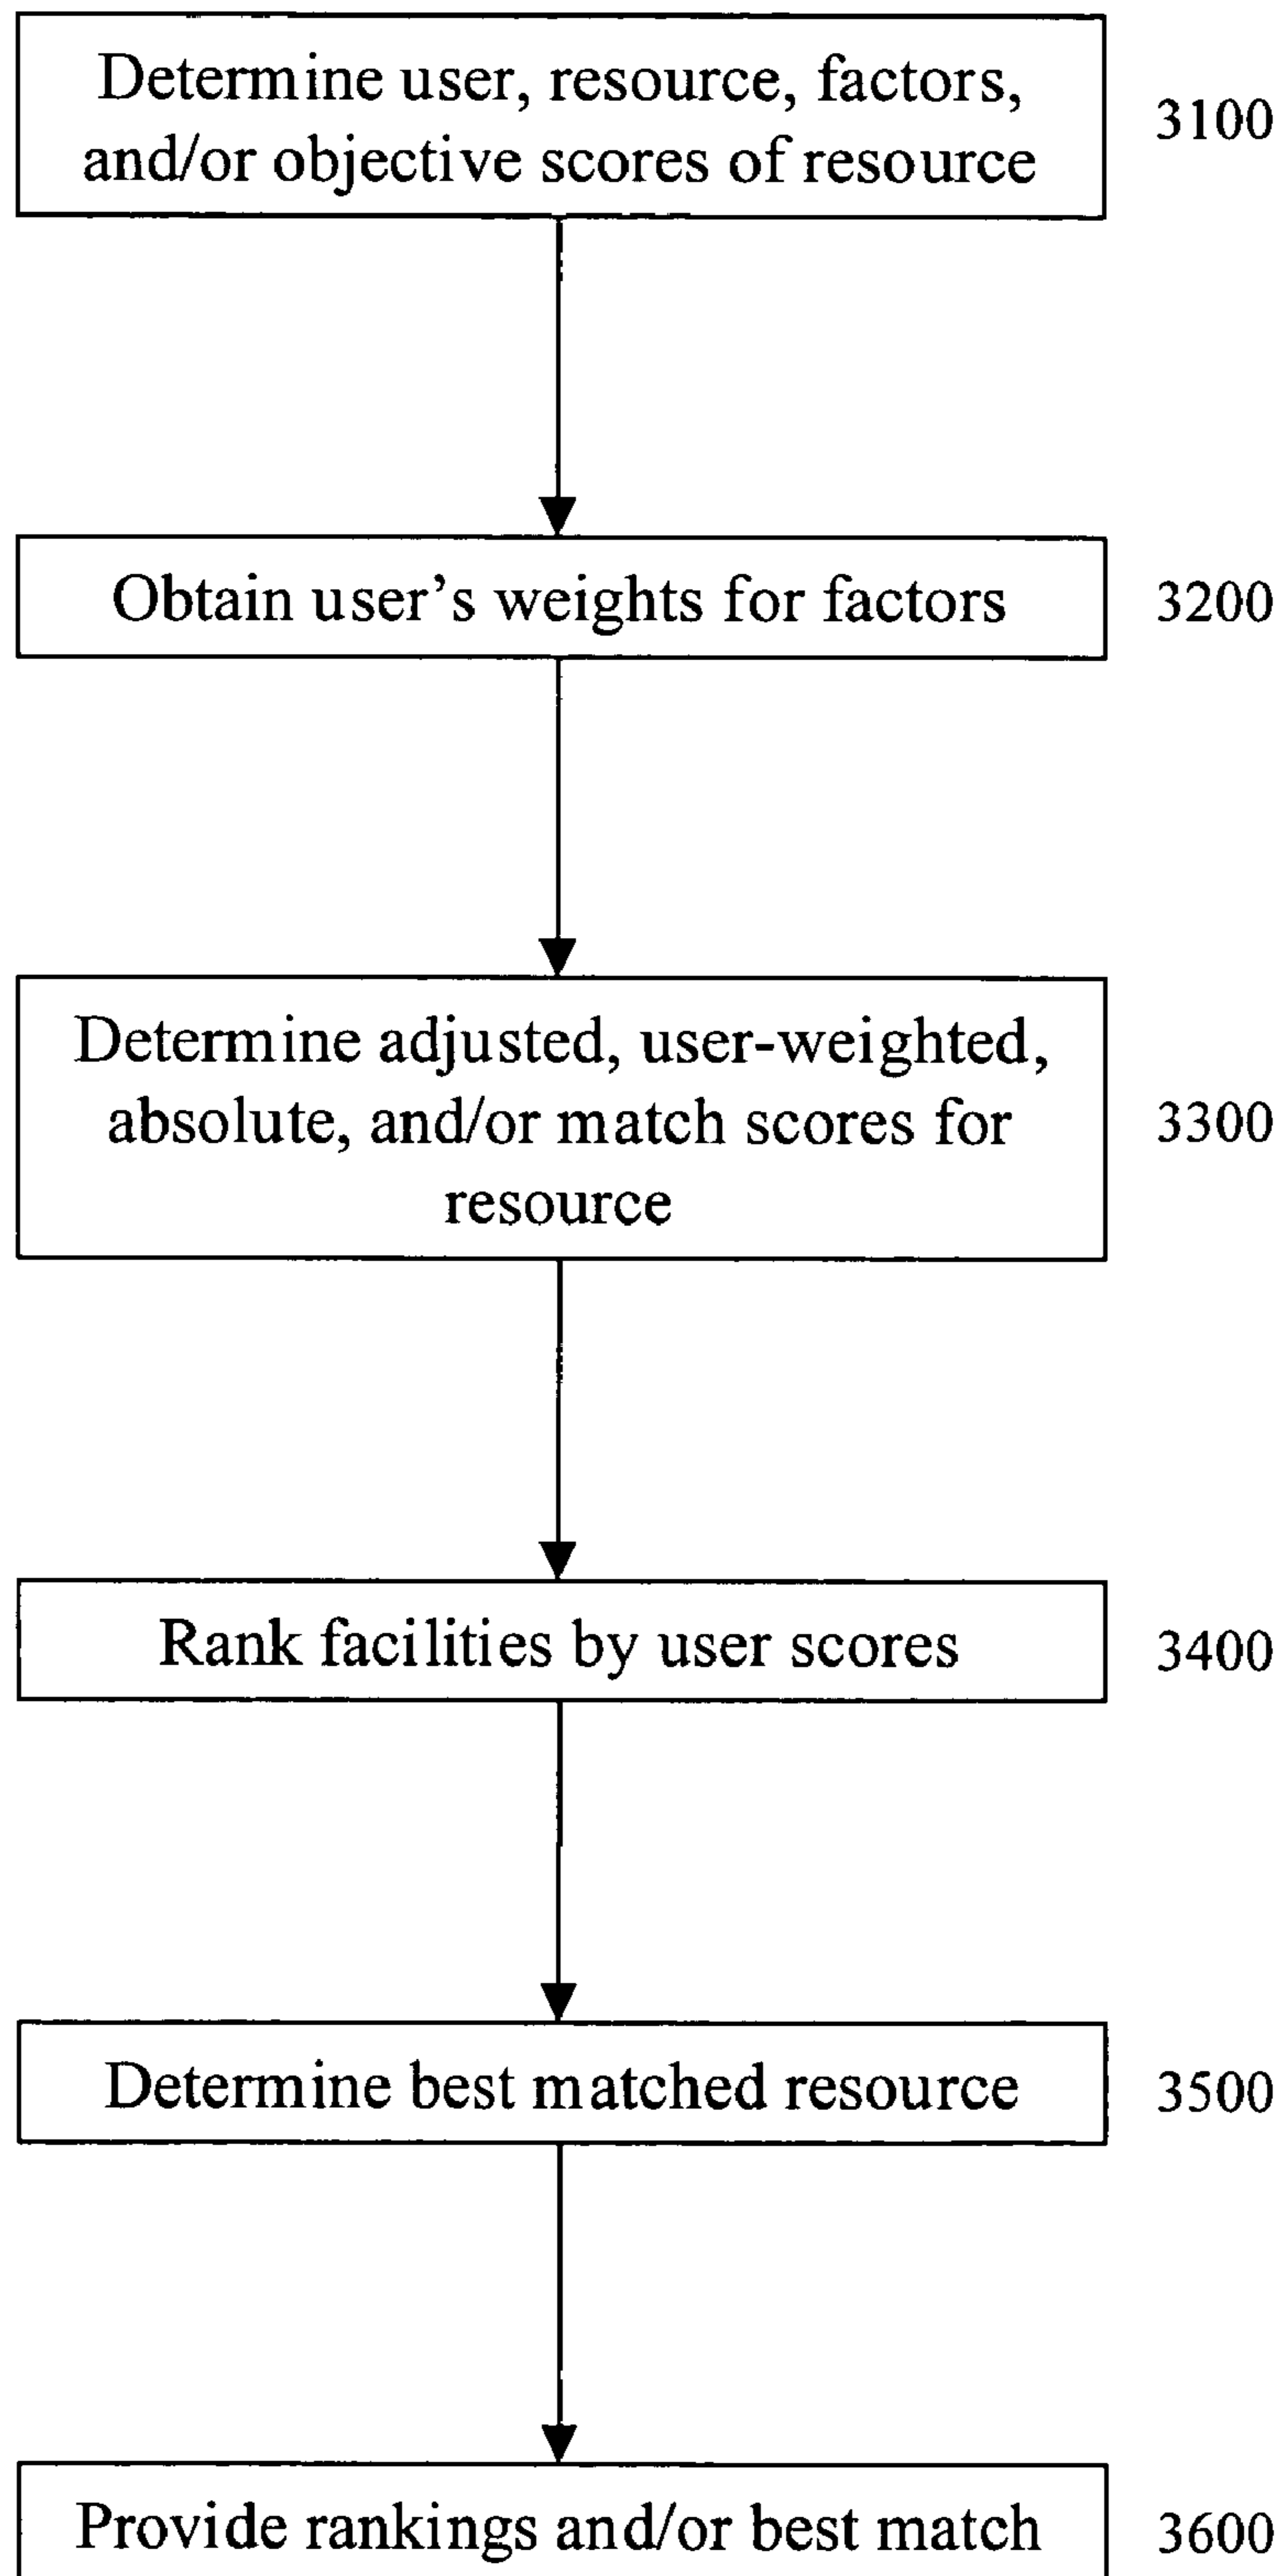 Determine user, resource, factors,
and/or objective scores of resource
3100
Obtain user's weights for factors
3200
Determine adjusted, user-weighted,
absolute, and/or match scores for
resource
3300
Rank facilities by user scores
3400
Determine best matched resource
3500
Provide rankings and/or best match
3600